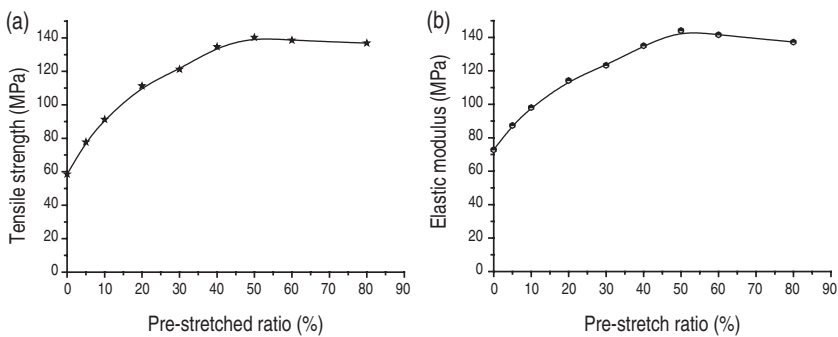 (a)
Tensile strength (MPa)
140
120
100
80
60
40
20
0
0 10 20 30 40 50 60 70 80 90
Pre-stretched ratio (%)
(b)
Elastic modulus (MPa)
140
120
100
80
60
40
20
0
0 10 20 30 40 50 60 70 80 90
Pre-stretch ratio (%)